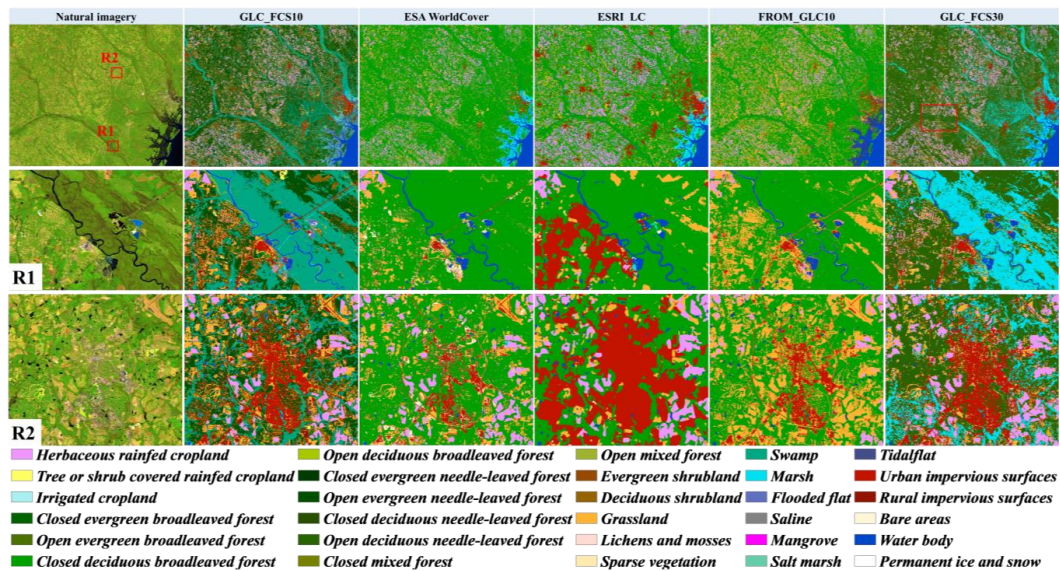 Natural imagery GLC_FCS10 ESA WorldCover ESRI LC FROM_GLC10 GLC_FCS30
R2
R1
R1
R2
Herbaceous rainfed cropland Open deciduous broadleaved forest Open mixed forest Swamp Tidalflat
Tree or shrub covered rainfed cropland Closed evergreen needle-leaved forest Evergreen shrubland Marsh Urban impervious surfaces
Irrigated cropland Open evergreen needle-leaved forest Deciduous shrubland Flooded flat Rural impervious surfaces
Closed evergreen broadleaved forest Closed deciduous needle-leaved forest Grassland Saline Bare areas
Open evergreen broadleaved forest Open deciduous needle-leaved forest Lichens and mosses Mangrove Water body
Closed deciduous broadleaved forest Closed mixed forest Sparse vegetation Salt marsh Permanent ice and snow